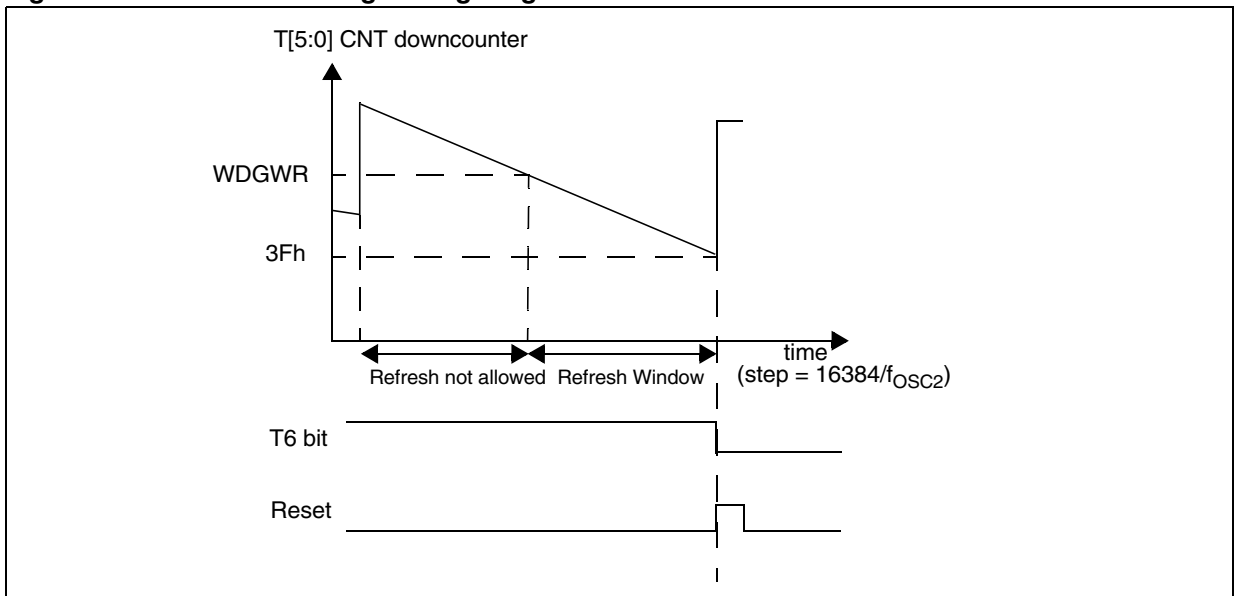 T[5:0] CNT downcounter
WDGWR
3Fh
time
Refresh not allowed Refresh Window (step = 16384/fOSC2)
T6 bit
Reset